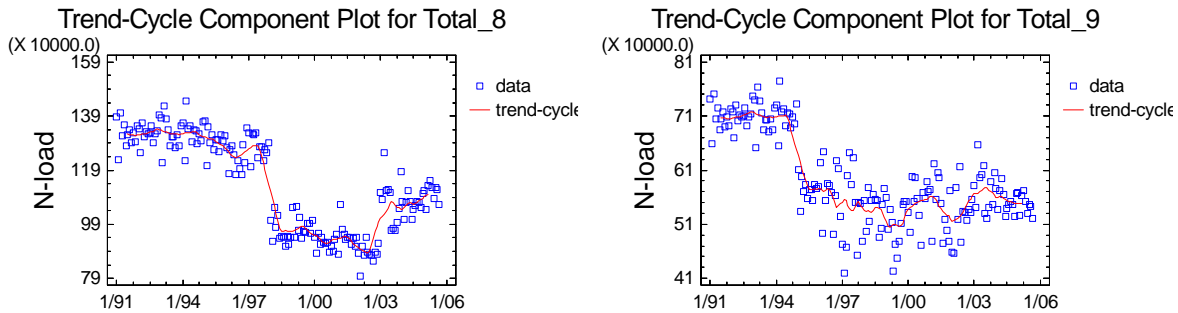 Trend-Cycle Component Plot for Total_8
(X 10000.0)
159
139
119
99
79
N-load
1/91 1/94 1/97 1/00 1/03 1/06
data
trend-cycle
Trend-Cycle Component Plot for Total_9
(X 10000.0)
81
71
61
51
41
N-load
1/91 1/94 1/97 1/00 1/03 1/06
data
trend-cycle